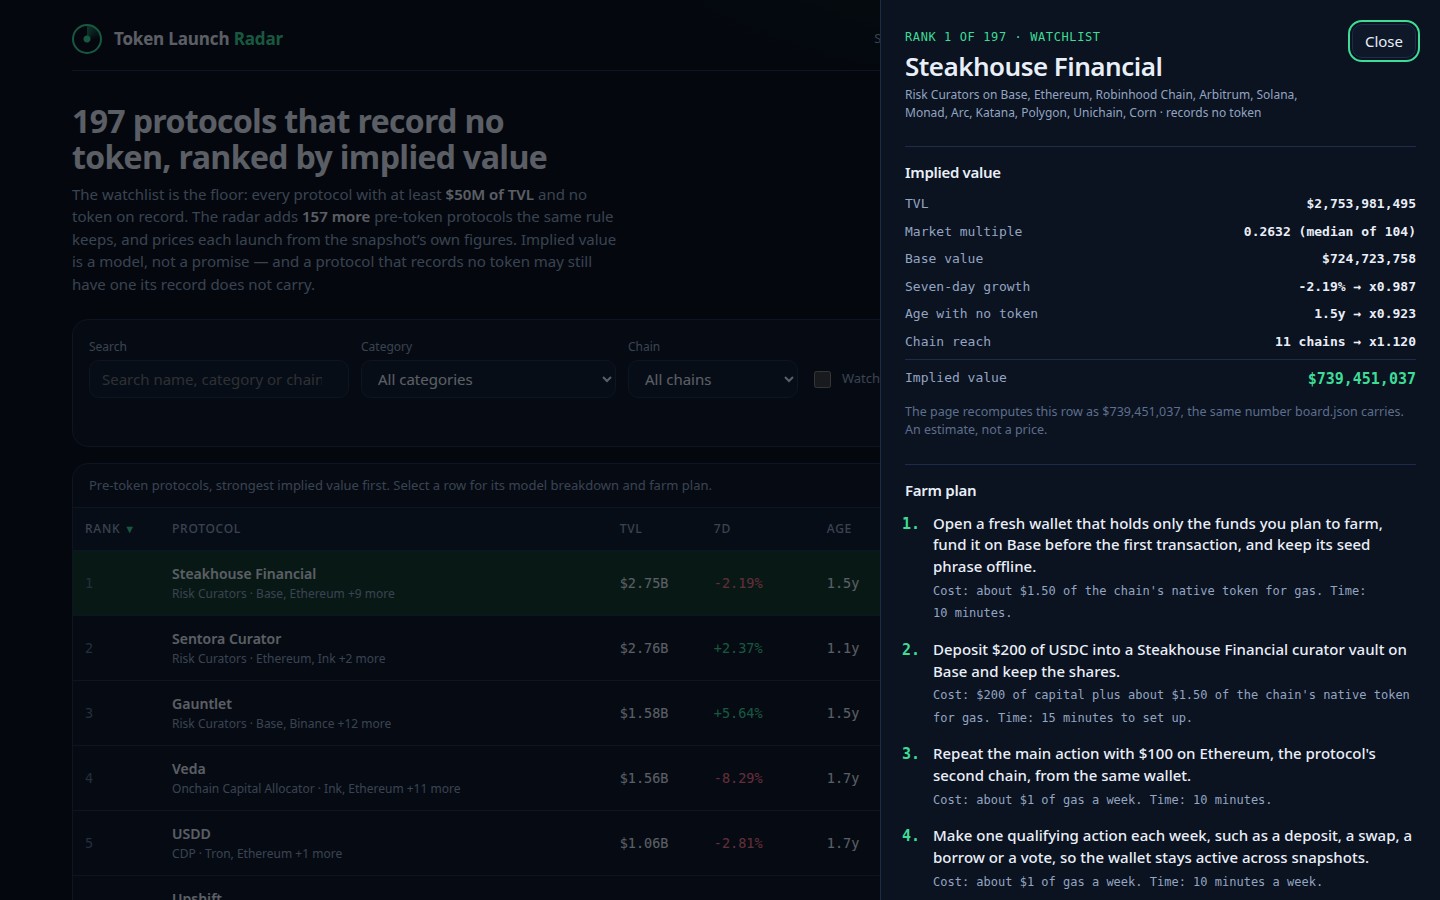 Token Launch Radar
197 protocols that record no
token, ranked by implied value
The watchlist is the floor: every protocol with at least $50M of TVL and no
token on record. The radar adds 157 more pre-token protocols the same rule
keeps, and prices each launch from the snapshot's own figures. Implied value
is a model, not a promise — and a protocol that records no token may still
have one its record does not carry.
Search
Category
Chain
Search name, category or chain
All categories
All chains
Watch
Pre-token protocols, strongest implied value first. Select a row for its model breakdown and farm plan.
RANK ▼ PROTOCOL TVL 7D AGE
1 Steakhouse Financial $2.75B -2.19% 1.5y
Risk Curators · Base, Ethereum +9 more
2 Sentora Curator $2.76B +2.37% 1.1y
Risk Curators · Ethereum, Ink +2 more
3 Gauntlet $1.58B +5.64% 1.5y
Risk Curators · Base, Binance +12 more
4 Veda $1.56B -8.29% 1.7y
Onchain Capital Allocator · Ink, Ethereum +11 more
5 USDD $1.06B -2.81% 1.7y
CDP · Tron, Ethereum +1 more
Upshift
RANK 1 OF 197 · WATCHLIST
Close
Steakhouse Financial
Risk Curators on Base, Ethereum, Robinhood Chain, Arbitrum, Solana,
Monad, Arc, Katana, Polygon, Unichain, Corn · records no token
Implied value
TVL $2,753,981,495
Market multiple 0.2632 (median of 104)
Base value $724,723,758
Seven-day growth -2.19% → x0.987
Age with no token 1.5y → x0.923
Chain reach 11 chains → x1.120
Implied value $739,451,037
The page recomputes this row as $739,451,037, the same number board.json carries.
An estimate, not a price.
Farm plan
1. Open a fresh wallet that holds only the funds you plan to farm,
fund it on Base before the first transaction, and keep its seed
phrase offline.
Cost: about $1.50 of the chain's native token for gas. Time:
10 minutes.
2. Deposit $200 of USDC into a Steakhouse Financial curator vault on
Base and keep the shares.
Cost: $200 of capital plus about $1.50 of the chain's native token
for gas. Time: 15 minutes to set up.
3. Repeat the main action with $100 on Ethereum, the protocol's
second chain, from the same wallet.
Cost: about $1 of gas a week. Time: 10 minutes.
4. Make one qualifying action each week, such as a deposit, a swap, a
borrow or a vote, so the wallet stays active across snapshots.
Cost: about $1 of gas a week. Time: 10 minutes a week.